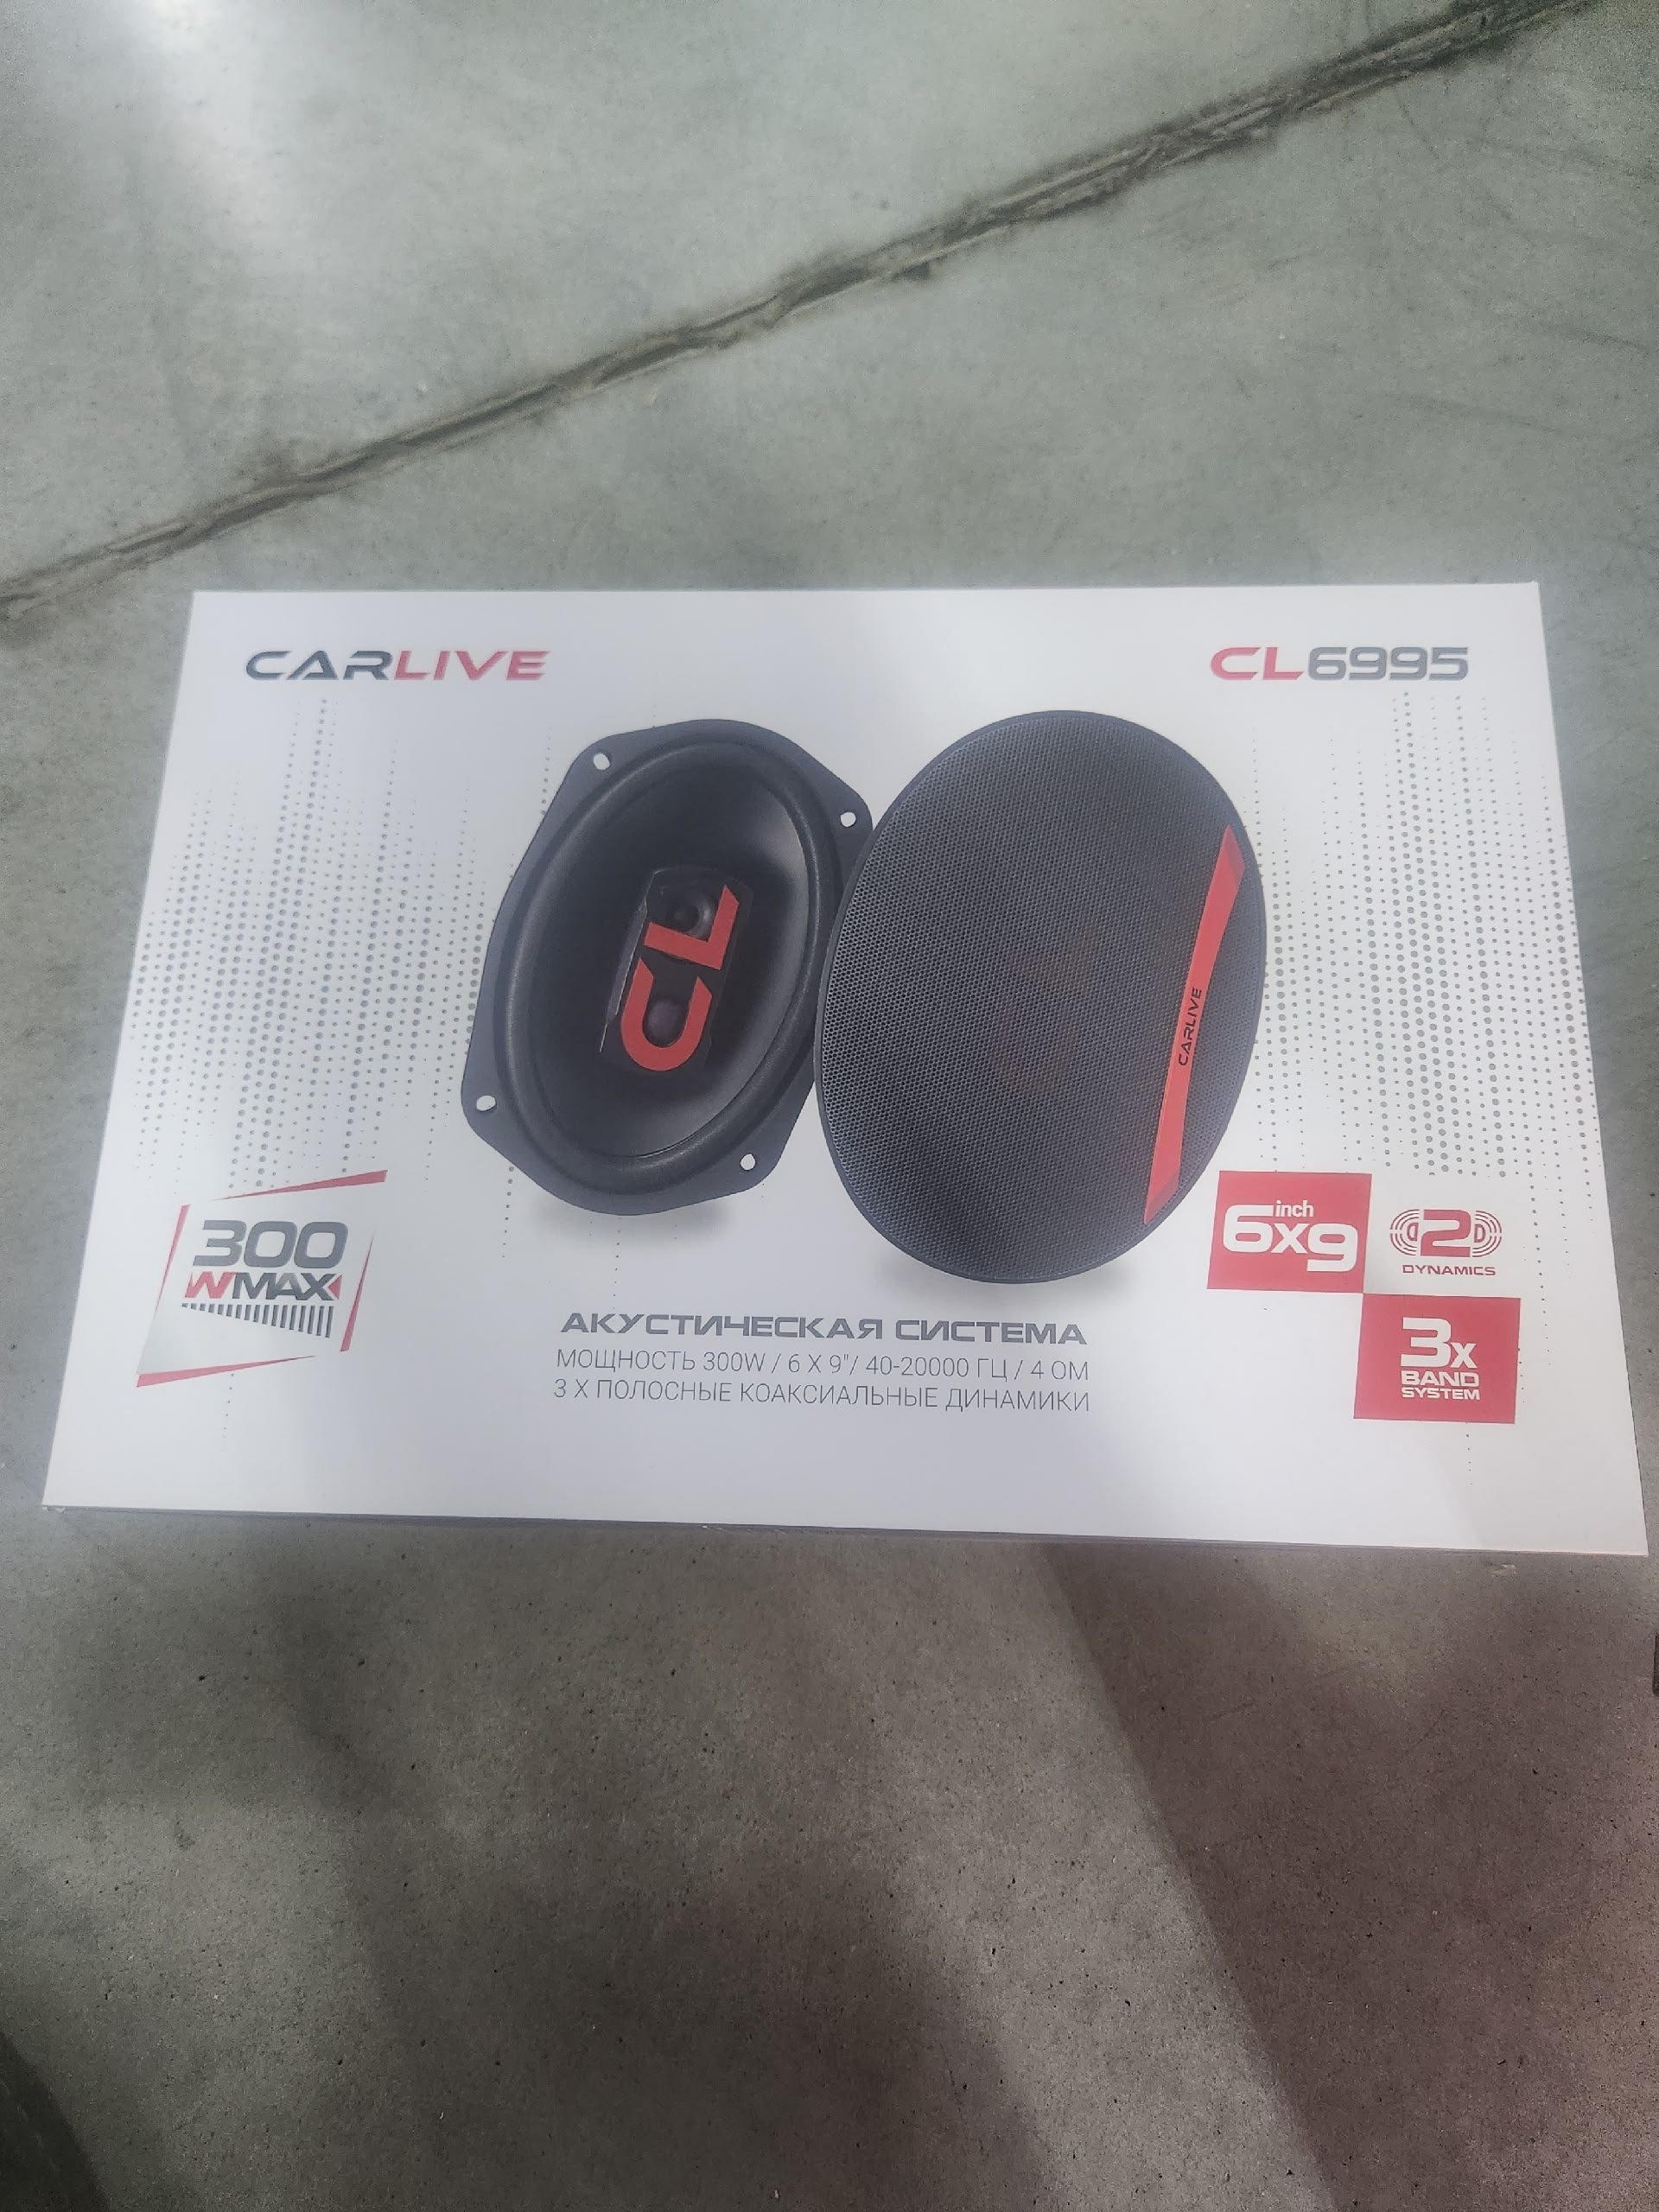 CARLIVE
CL6995
CL
CARLIVE
300
WMAX
inch
6x9
2
DYNAMICS
3x
BAND
SYSTEM
АКУСТИЧЕСКАЯ СИСТЕМА
МОЩНОСТЬ 300W / 6 X 9"/ 40-20000 ГЦ / 4 ОМ
3 X ПОЛОСНЫЕ КОАКСИАЛЬНЫЕ ДИНАМИКИ